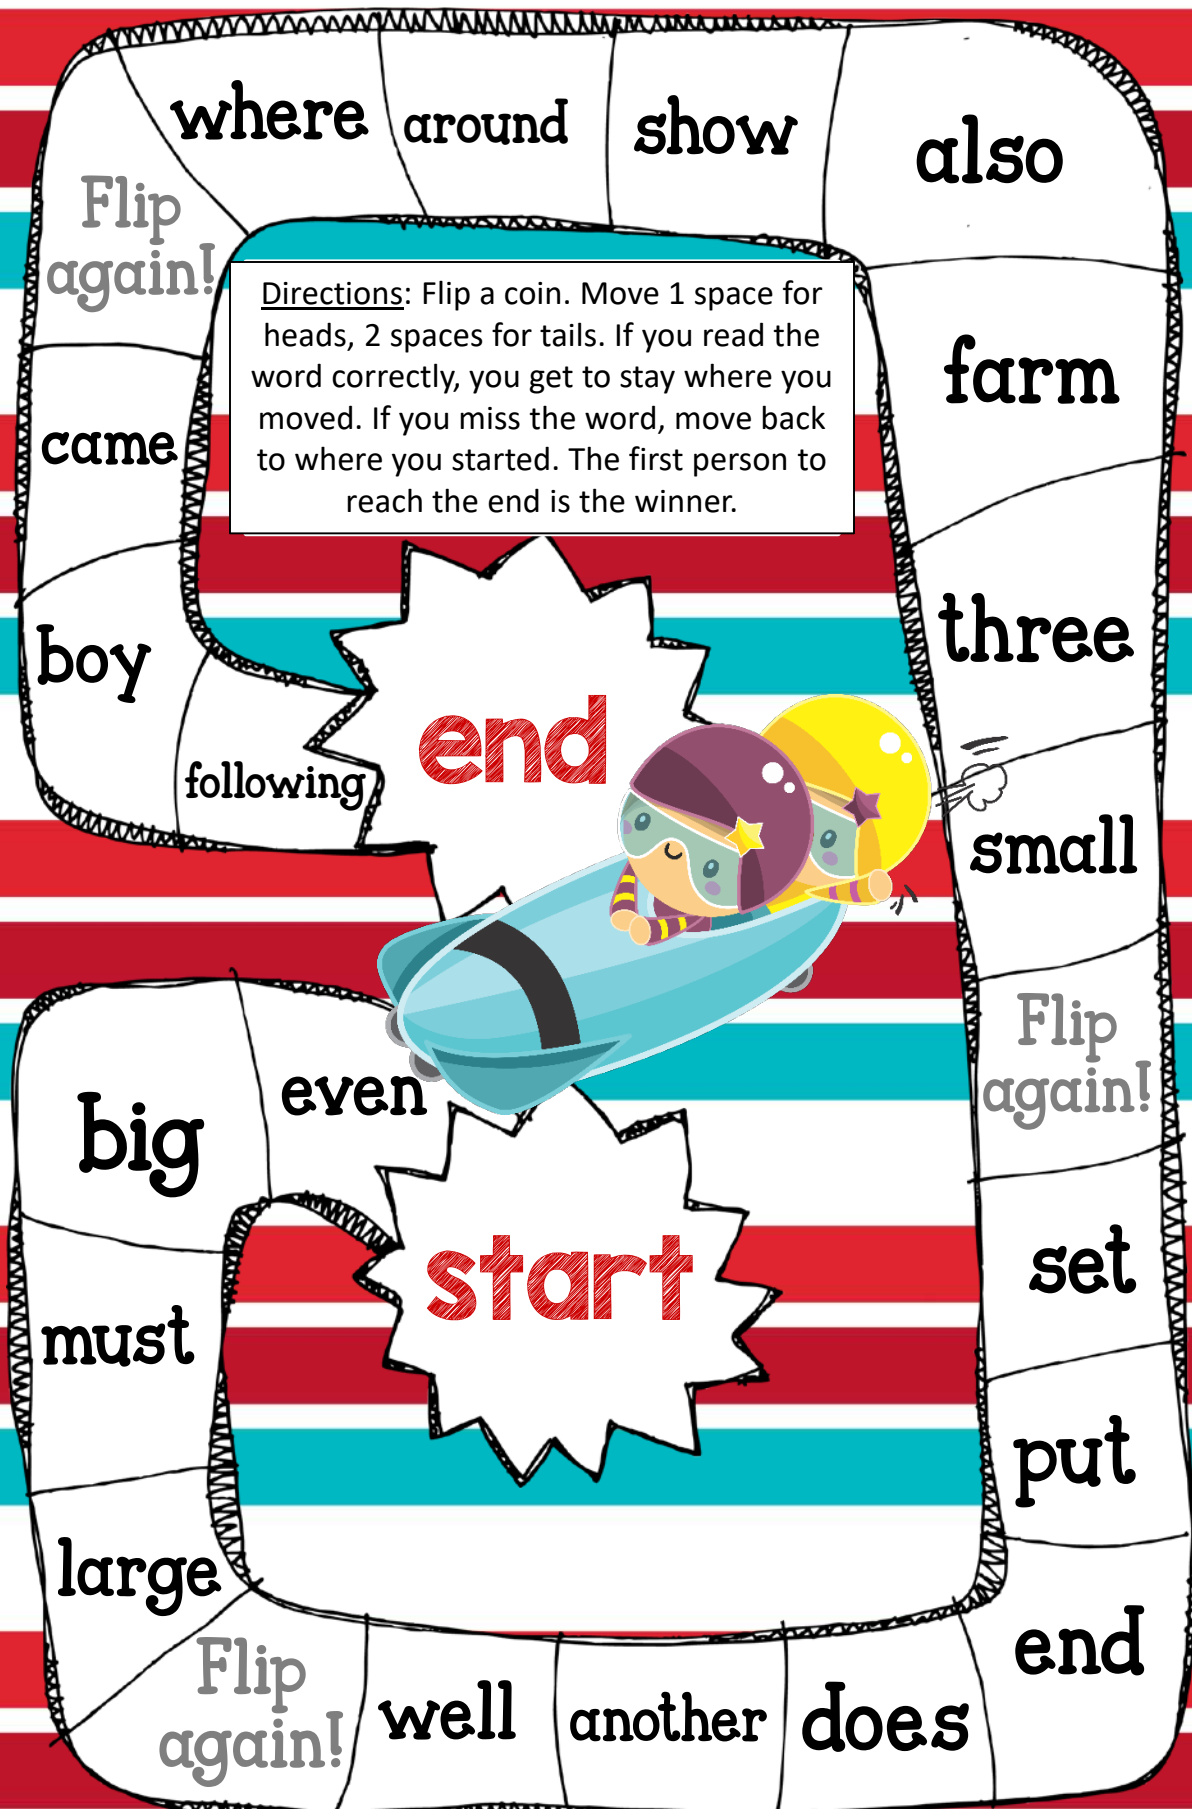 where
around
show
also
Flip
again!
Directions: Flip a coin. Move 1 space for
heads, 2 spaces for tails. If you read the
word correctly, you get to stay where you
moved. If you miss the word, move back
to where you started. The first person to
reach the end is the winner.
farm
came
three
boy
following
end
small
Flip
again!
even
big
start
set
must
put
large
end
Flip
again!
well
another
does